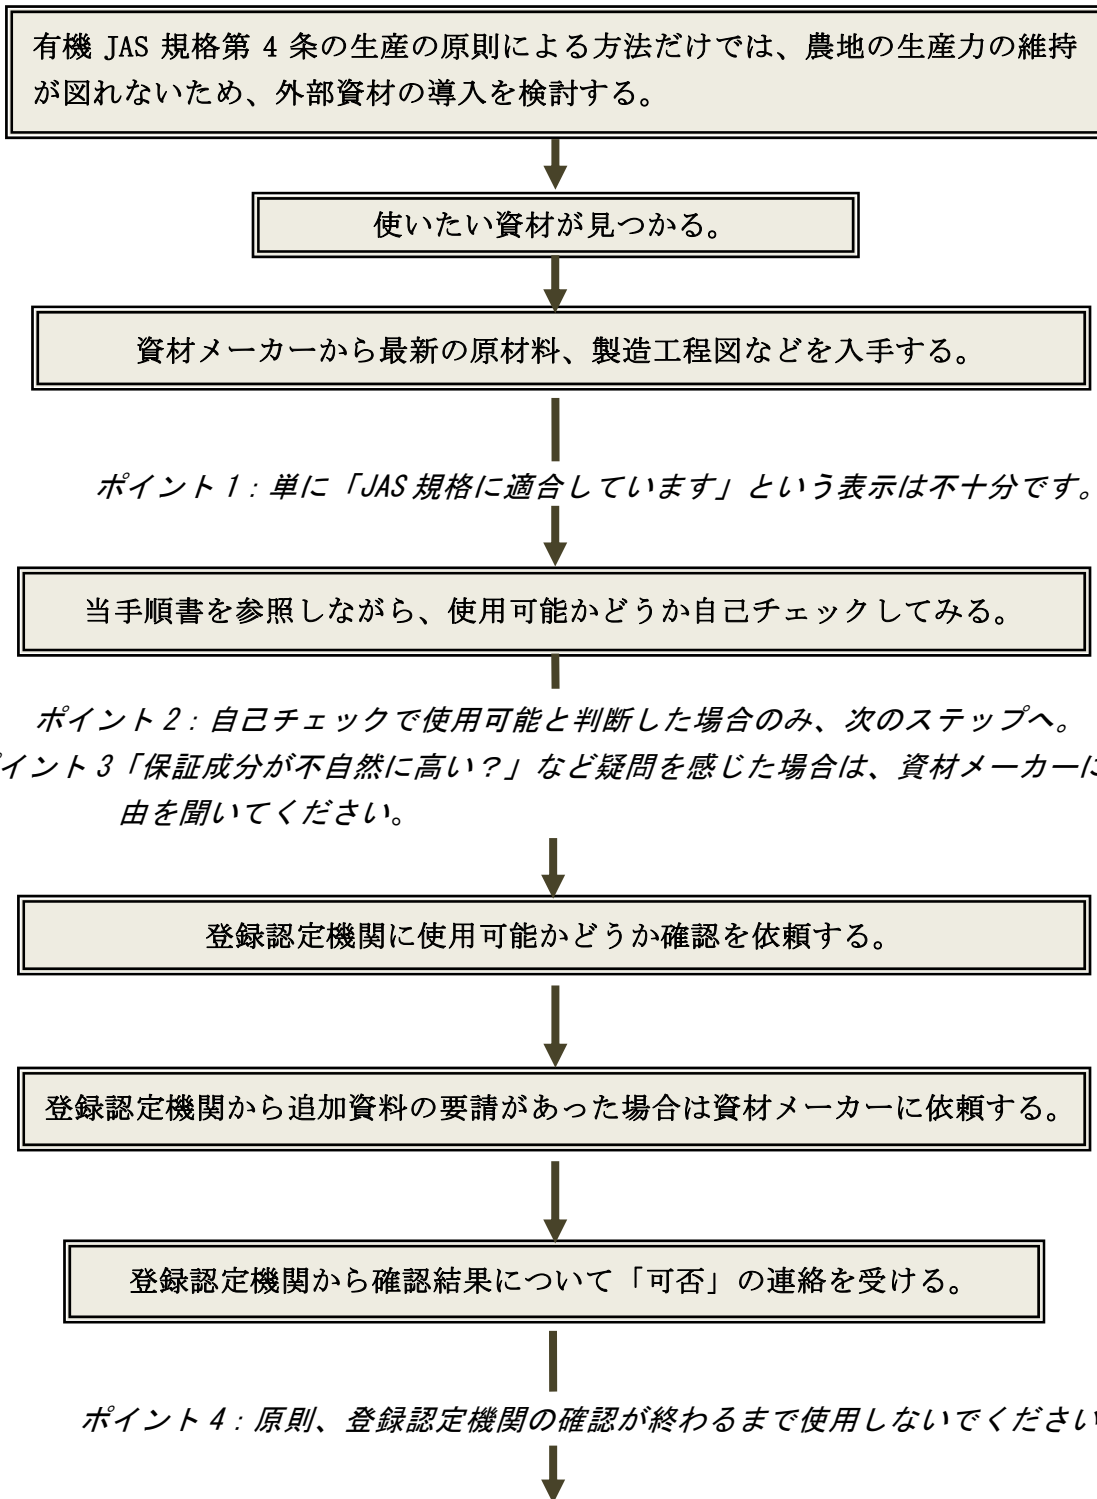 有機 JAS 規格第 4 条の生産の原則による方法だけでは、農地の生産力の維持
が図れないため、外部資材の導入を検討する。
使いたい資材が見つかる。
資材メーカーから最新の原材料、製造工程図などを入手する。
ポイント 1：単に「JAS 規格に適合しています」という表示は不十分です。
当手順書を参照しながら、使用可能かどうか自己チェックしてみる。
ポイント 2：自己チェックで使用可能と判断した場合のみ、次のステップへ。
イント 3「保証成分が不自然に高い？」など疑問を感じた場合は、資材メーカーに
由を聞いてください。
登録認定機関に使用可能かどうか確認を依頼する。
登録認定機関から追加資料の要請があった場合は資材メーカーに依頼する。
登録認定機関から確認結果について「可否」の連絡を受ける。
ポイント 4：原則、登録認定機関の確認が終わるまで使用しないでください